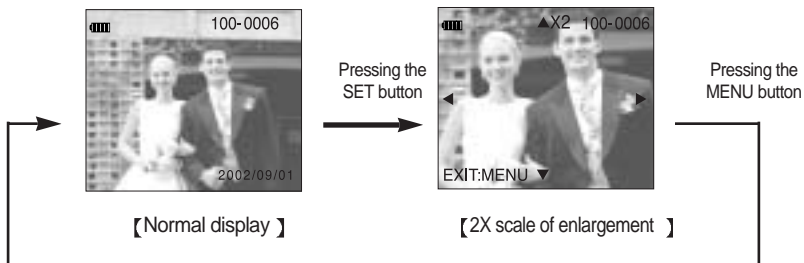 100-0006
2002/09/01
【Normal display 】
Pressing the
SET button
X2 100-0006
EXIT:MENU
【2X scale of enlargement 】
Pressing the
MENU button